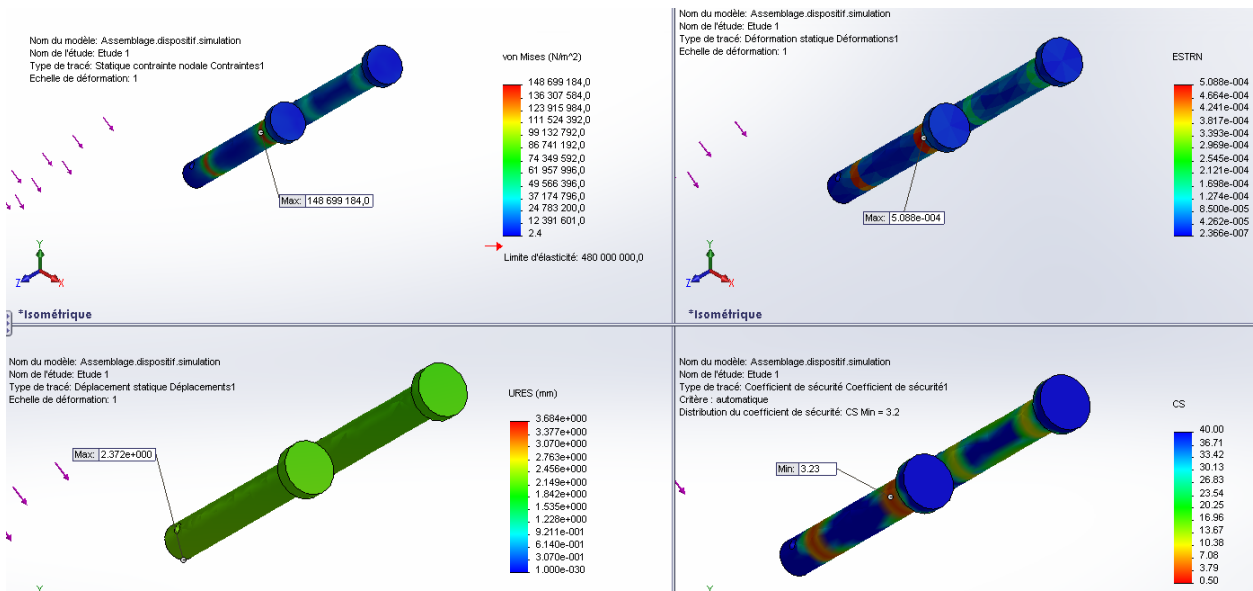 Nom du modèle: Assemblage.dispositif.simulation
Nom de l'étude: Etude 1
Type de tracé: Statique contrainte nodale Contraintes1
Echelle de déformation: 1
von Mises (N/m^2)
148 699 184,0
136 307 584,0
123 915 984,0
111 524 392,0
99 132 792,0
86 741 192,0
74 349 592,0
61 957 996,0
49 566 396,0
37 174 796,0
24 783 200,0
12 391 601,0
2.4
Limite d'élasticité: 480 000 000,0
Max: 148 699 184,0
Y
Z
X
*Isométrique
Nom du modèle: Assemblage.dispositif.simulation
Nom de l'étude: Etude 1
Type de tracé: Déformation statique Déformations1
Echelle de déformation: 1
ESTRN
5.088e-004
4.664e-004
4.241e-004
3.817e-004
3.393e-004
2.969e-004
2.545e-004
2.121e-004
1.698e-004
1.274e-004
8.500e-005
4.262e-005
2.366e-007
Max: 5.088e-004
Y
Z
X
*Isométrique
Nom du modèle: Assemblage.dispositif.simulation
Nom de l'étude: Etude 1
Type de tracé: Déplacement statique Déplacements1
Echelle de déformation: 1
URES (mm)
3.684e+000
3.377e+000
3.070e+000
2.763e+000
2.456e+000
2.149e+000
1.842e+000
1.535e+000
1.228e+000
9.211e-001
6.140e-001
3.070e-001
1.000e-030
Max: 2.372e+000
Y
Nom du modèle: Assemblage.dispositif.simulation
Nom de l'étude: Etude 1
Type de tracé: Coefficient de sécurité Coefficient de sécurité1
Critère : automatique
Distribution du coefficient de sécurité: CS Min = 3.2
CS
40.00
36.71
33.42
30.13
26.83
23.54
20.25
16.96
13.67
10.38
7.08
3.79
0.50
Min: 3.23
Y